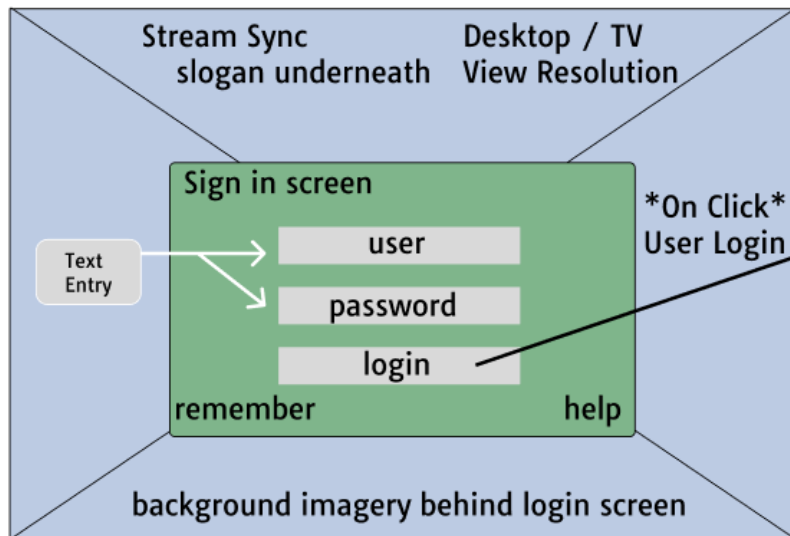 Stream Sync
slogan underneath
Desktop / TV
View Resolution
Sign in screen
*On Click*
User Login
user
Text
Entry
password
login
remember
help
background imagery behind login screen